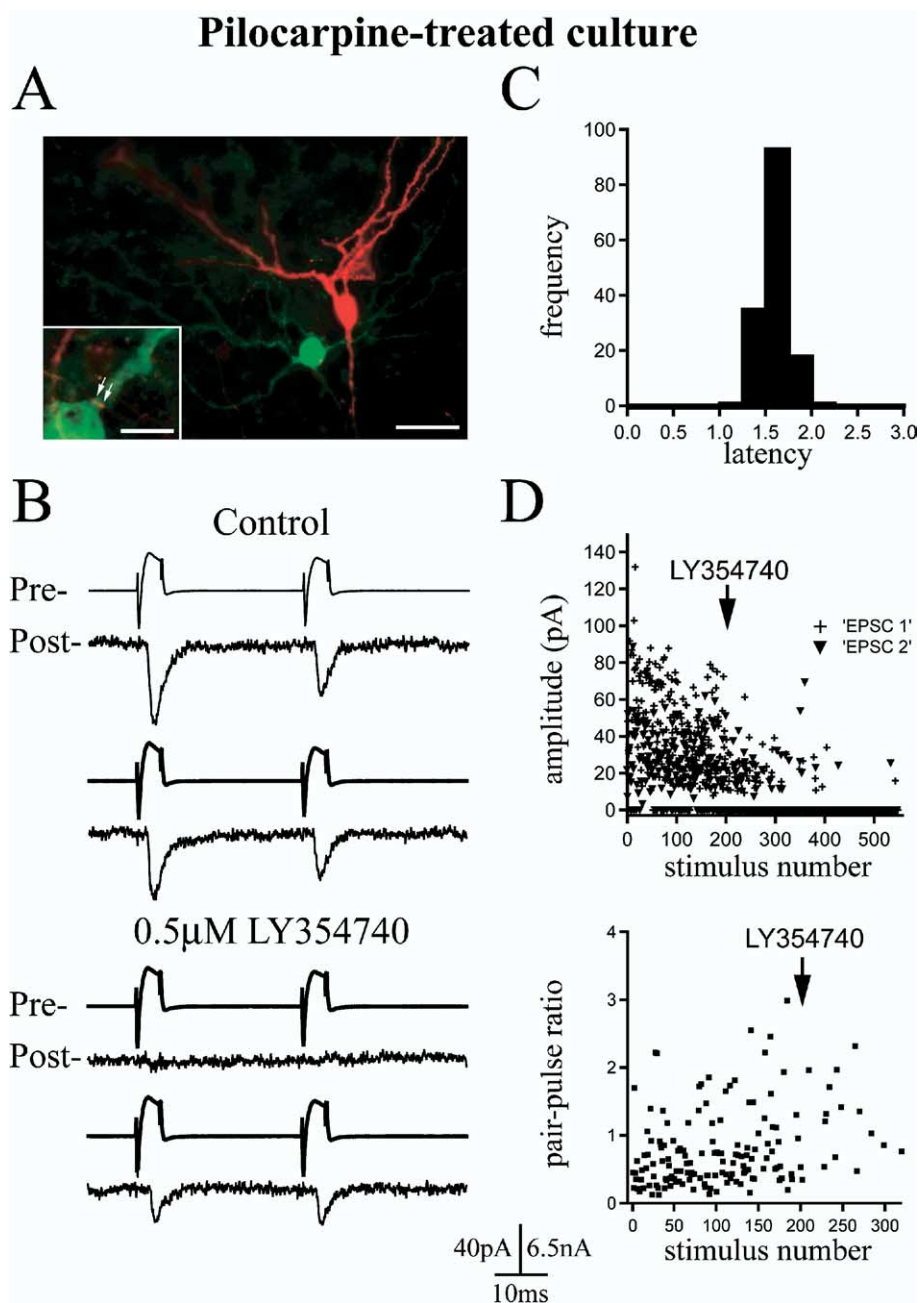 Pilocarpine-treated culture
A
C
frequency
100
80
60
40
20
0
0.0 0.5 1.0 1.5 2.0 2.5 3.0
latency
B
Control
Pre-
Post-
0.5µM LY354740
Pre-
Post-
40pA 6.5nA
10ms
D
LY354740
+ 'EPSC 1'
▼ 'EPSC 2'
amplitude (pA)
140
120
100
80
60
40
20
0
0 100 200 300 400 500
stimulus number
LY354740
pair-pulse ratio
4
3
2
1
0
0 50 100 150 200 250 300
stimulus number